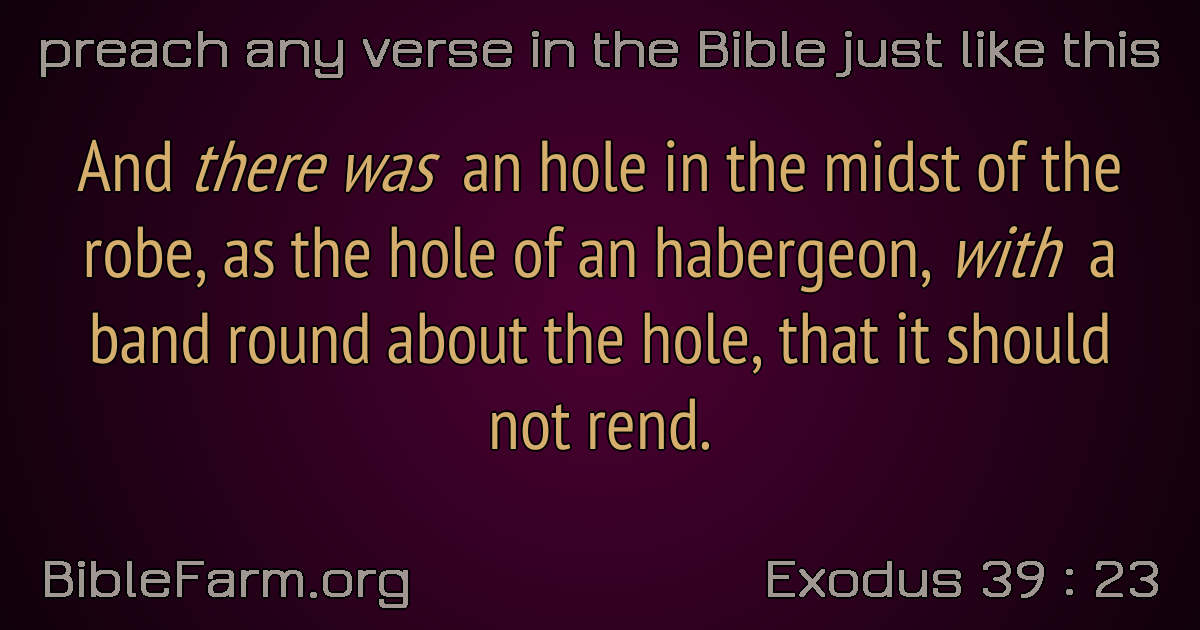 preach any verse in the Bible just like this
And there was an hole in the midst of the
robe, as the hole of an habergeon, with a
band round about the hole, that it should
not rend.
BibleFarm.org
Exodus 39 : 23